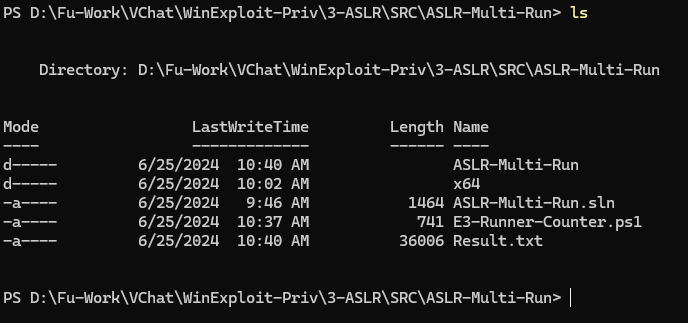 PS D:\Fu-Work\VChat\WinExploit-Priv\3-ASLR\SRC\ASLR-Multi-Run> ls
Directory: D:\Fu-Work\VChat\WinExploit-Priv\3-ASLR\SRC\ASLR-Multi-Run
Mode                 LastWriteTime         Length Name
----                 -------------         ------ ----
d-----         6/25/2024  10:40 AM                ASLR-Multi-Run
d-----         6/25/2024  10:02 AM                x64
-a----         6/25/2024   9:46 AM           1464 ASLR-Multi-Run.sln
-a----         6/25/2024  10:37 AM            741 E3-Runner-Counter.ps1
-a----         6/25/2024  10:40 AM          36006 Result.txt
PS D:\Fu-Work\VChat\WinExploit-Priv\3-ASLR\SRC\ASLR-Multi-Run>